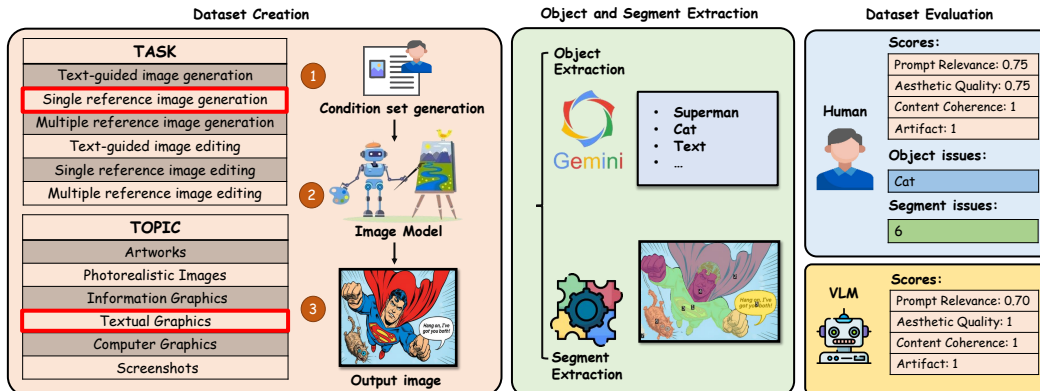 Dataset Creation
TASK
Text-guided image generation
Single reference image generation
Multiple reference image generation
Text-guided image editing
Single reference image editing
Multiple reference image editing
TOPIC
Artworks
Photorealistic Images
Information Graphics
Textual Graphics
Computer Graphics
Screenshots
1
Condition set generation
2
Image Model
3
Hang on, I've
got you both!
Output image
Object and Segment Extraction
Object
Extraction
Gemini
• Superman
• Cat
• Text
• ...
Segment
Extraction
Hang on, I've
got you both!
Dataset Evaluation
Human
Scores:
Prompt Relevance: 0.75
Aesthetic Quality: 0.75
Content Coherence: 1
Artifact: 1
Object issues:
Cat
Segment issues:
6
VLM
Scores:
Prompt Relevance: 0.70
Aesthetic Quality: 1
Content Coherence: 1
Artifact: 1